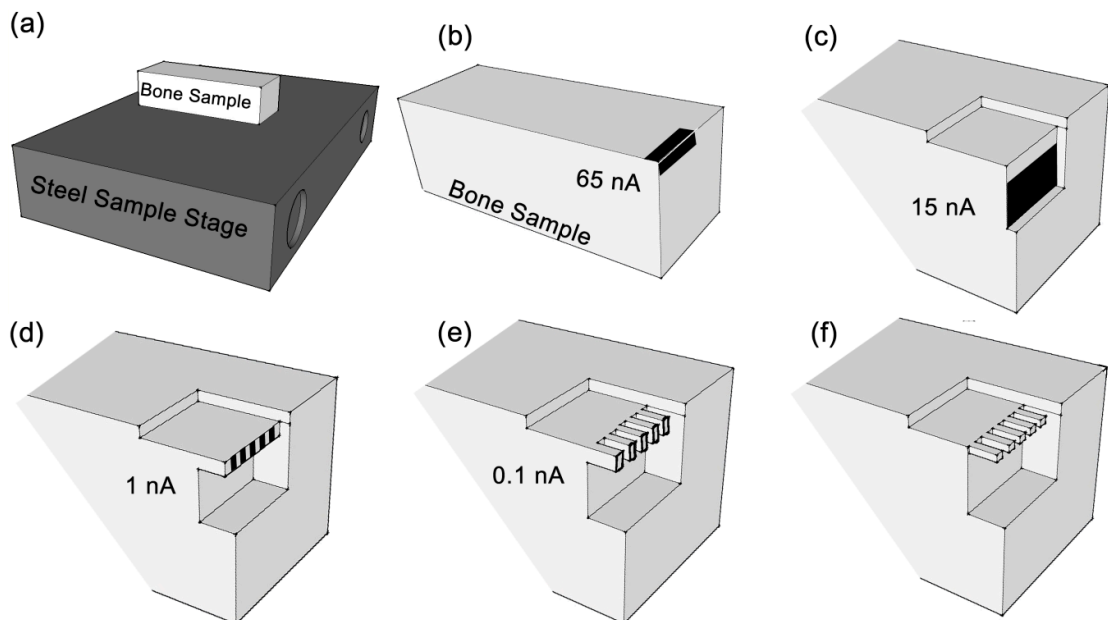 (a)
Bone Sample
Steel Sample Stage
(b)
65 nA
Bone Sample
(c)
15 nA
(d)
1 nA
(e)
0.1 nA
(f)